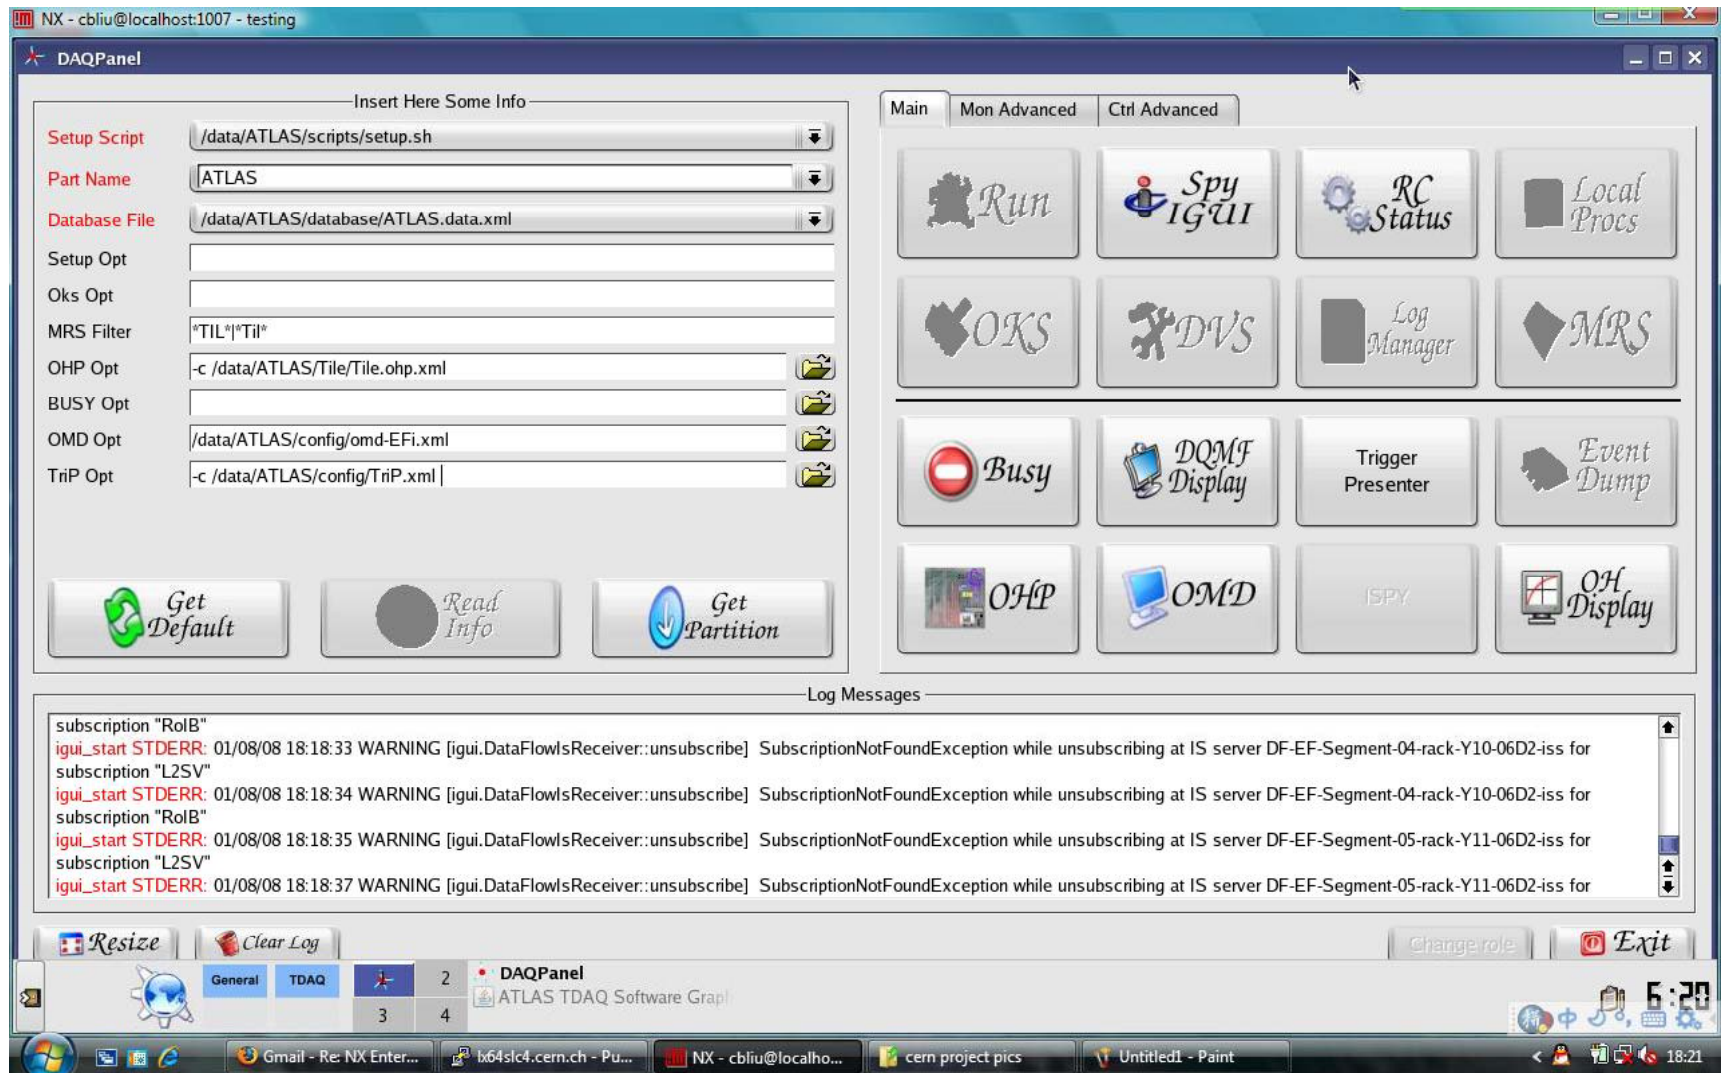 NX - cbliu@localhost:1007 - testing
DAQPanel
Insert Here Some Info
Setup Script
/data/ATLAS/scripts/setup.sh
Part Name
ATLAS
Database File
/data/ATLAS/database/ATLAS.data.xml
Setup Opt
Oks Opt
MRS Filter
*TIL*|*Til*
OHP Opt
-c /data/ATLAS/Tile/Tile.ohp.xml
BUSY Opt
OMD Opt
/data/ATLAS/config/omd-EFi.xml
TriP Opt
-c /data/ATLAS/config/TriP.xml
Get
Default
Read
Info
Get
Partition
Main
Mon Advanced
Ctrl Advanced
Run
Spy
IGUI
RC
Status
Local
Procs
OKS
DVS
Log
Manager
MRS
Busy
DQMF
Display
Trigger
Presenter
Event
Dump
OHP
OMD
ISPY
OH
Display
Log Messages
subscription "RoIB"
igui_start STDERR: 01/08/08 18:18:33 WARNING [igui.DataFlowIsReceiver::unsubscribe] SubscriptionNotFoundException while unsubscribing at IS server DF-EF-Segment-04-rack-Y10-06D2-iss for
subscription "L2SV"
igui_start STDERR: 01/08/08 18:18:34 WARNING [igui.DataFlowIsReceiver::unsubscribe] SubscriptionNotFoundException while unsubscribing at IS server DF-EF-Segment-04-rack-Y10-06D2-iss for
subscription "RoIB"
igui_start STDERR: 01/08/08 18:18:35 WARNING [igui.DataFlowIsReceiver::unsubscribe] SubscriptionNotFoundException while unsubscribing at IS server DF-EF-Segment-05-rack-Y11-06D2-iss for
subscription "L2SV"
igui_start STDERR: 01/08/08 18:18:37 WARNING [igui.DataFlowIsReceiver::unsubscribe] SubscriptionNotFoundException while unsubscribing at IS server DF-EF-Segment-05-rack-Y11-06D2-iss for
Resize
Clear Log
Change role
Exit
General
TDAQ
2
3
4
DAQPanel
ATLAS TDAQ Software Grap
6:20
中
Gmail - Re: NX Enter...
lx64slc4.cern.ch - Pu...
NX - cbliu@localho...
cern project pics
Untitled1 - Paint
18:21